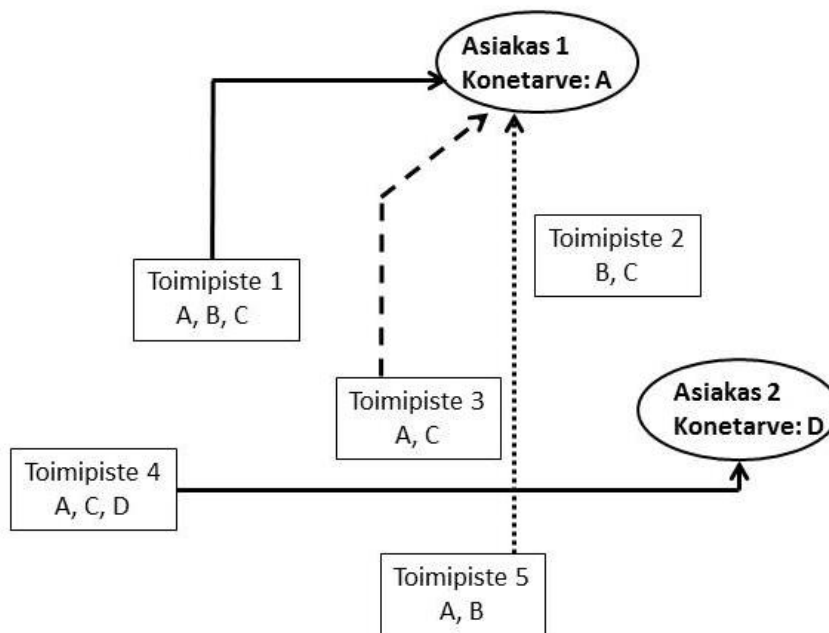 Asiakas 1
Konetarve: A
Toimipiste 2
B, C
Toimipiste 1
A, B, C
Toimipiste 3
A, C
Asiakas 2
Konetarve: D
Toimipiste 4
A, C, D
Toimipiste 5
A, B